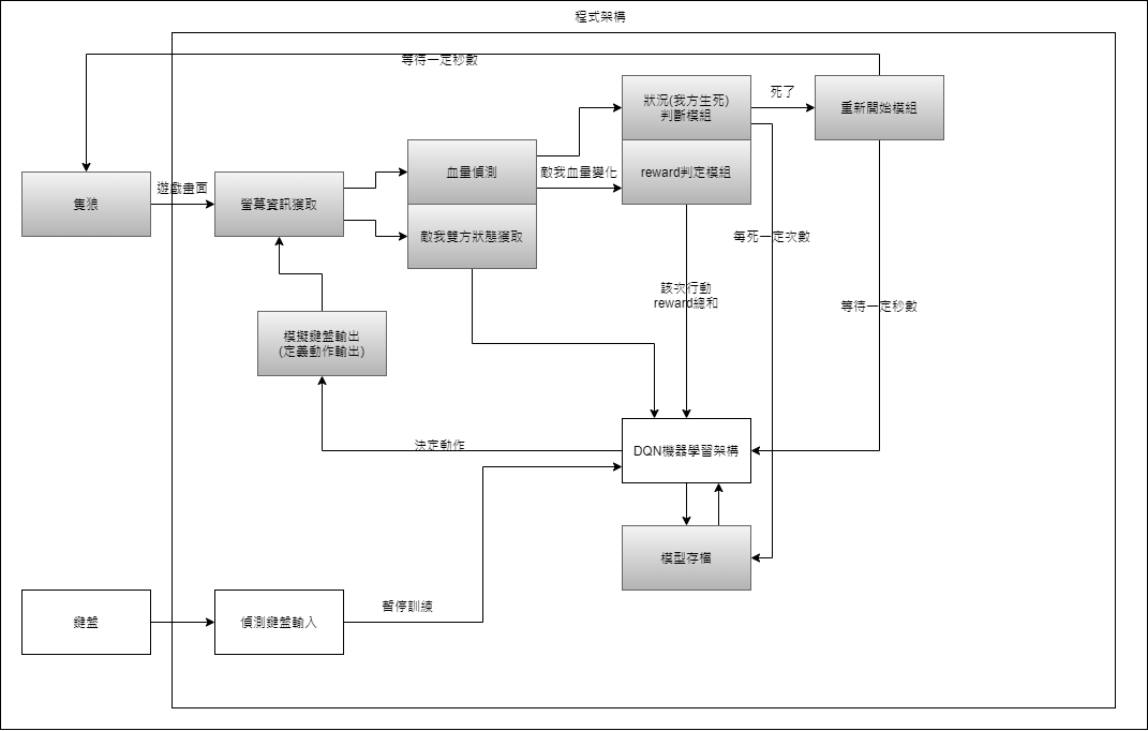 程式架構
等待一定秒數
狀況(我方生死)
判斷模組
死了
重新開始模組
隻狼
遊戲畫面
螢幕資訊獲取
血量偵測
敵我血量變化
reward判定模組
敵我雙方狀態獲取
每死一定次數
該次行動
reward總和
等待一定秒數
模擬鍵盤輸出
(定義動作輸出)
決定動作
DQN機器學習架構
模型存檔
鍵盤
偵測鍵盤輸入
暫停訓練